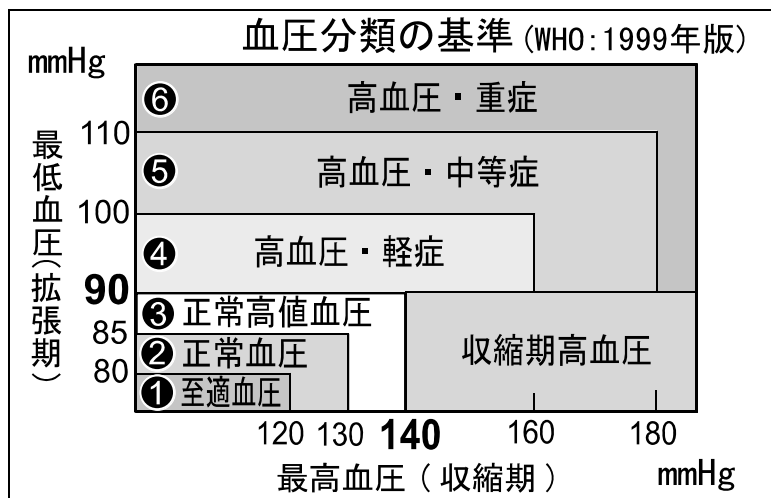 血圧分類の基準(WHO:1999年版)
mmHg
❻ 高血圧・重症
110
❺ 高血圧・中等症
100
❹ 高血圧・軽症
90
❸正常高値血圧
85
❷正常血圧
80
❶至適血圧
収縮期高血圧
最低血圧(拡張期)
120 130 140 160 180
最高血圧(収縮期) mmHg